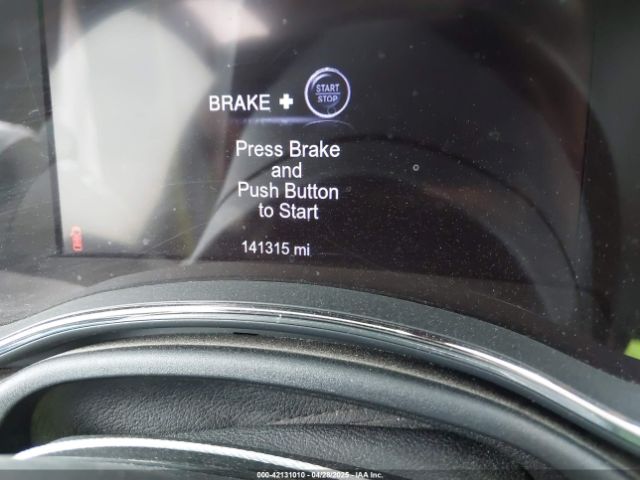 BRAKE + START STOP
Press Brake
and
Push Button
to Start
141315 mi
000-42131010 - 04/28/2025 - IAA Inc.